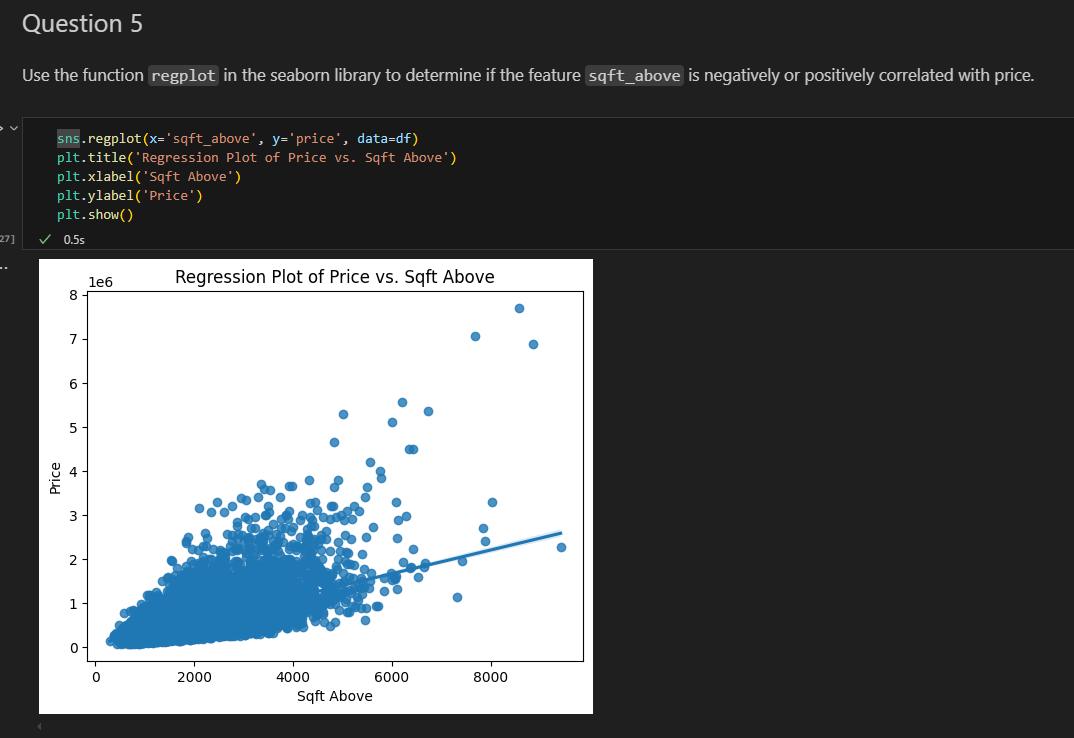 Question 5
Use the function regplot in the seaborn library to determine if the feature sqft_above is negatively or positively correlated with price.
sns.regplot(x='sqft_above', y='price', data=df)
plt.title('Regression Plot of Price vs. Sqft Above')
plt.xlabel('Sqft Above')
plt.ylabel('Price')
plt.show()
27]
0.5s
Regression Plot of Price vs. Sqft Above
1e6
8
7
6
5
4
3
2
1
0
Price
0 2000 4000 6000 8000
Sqft Above